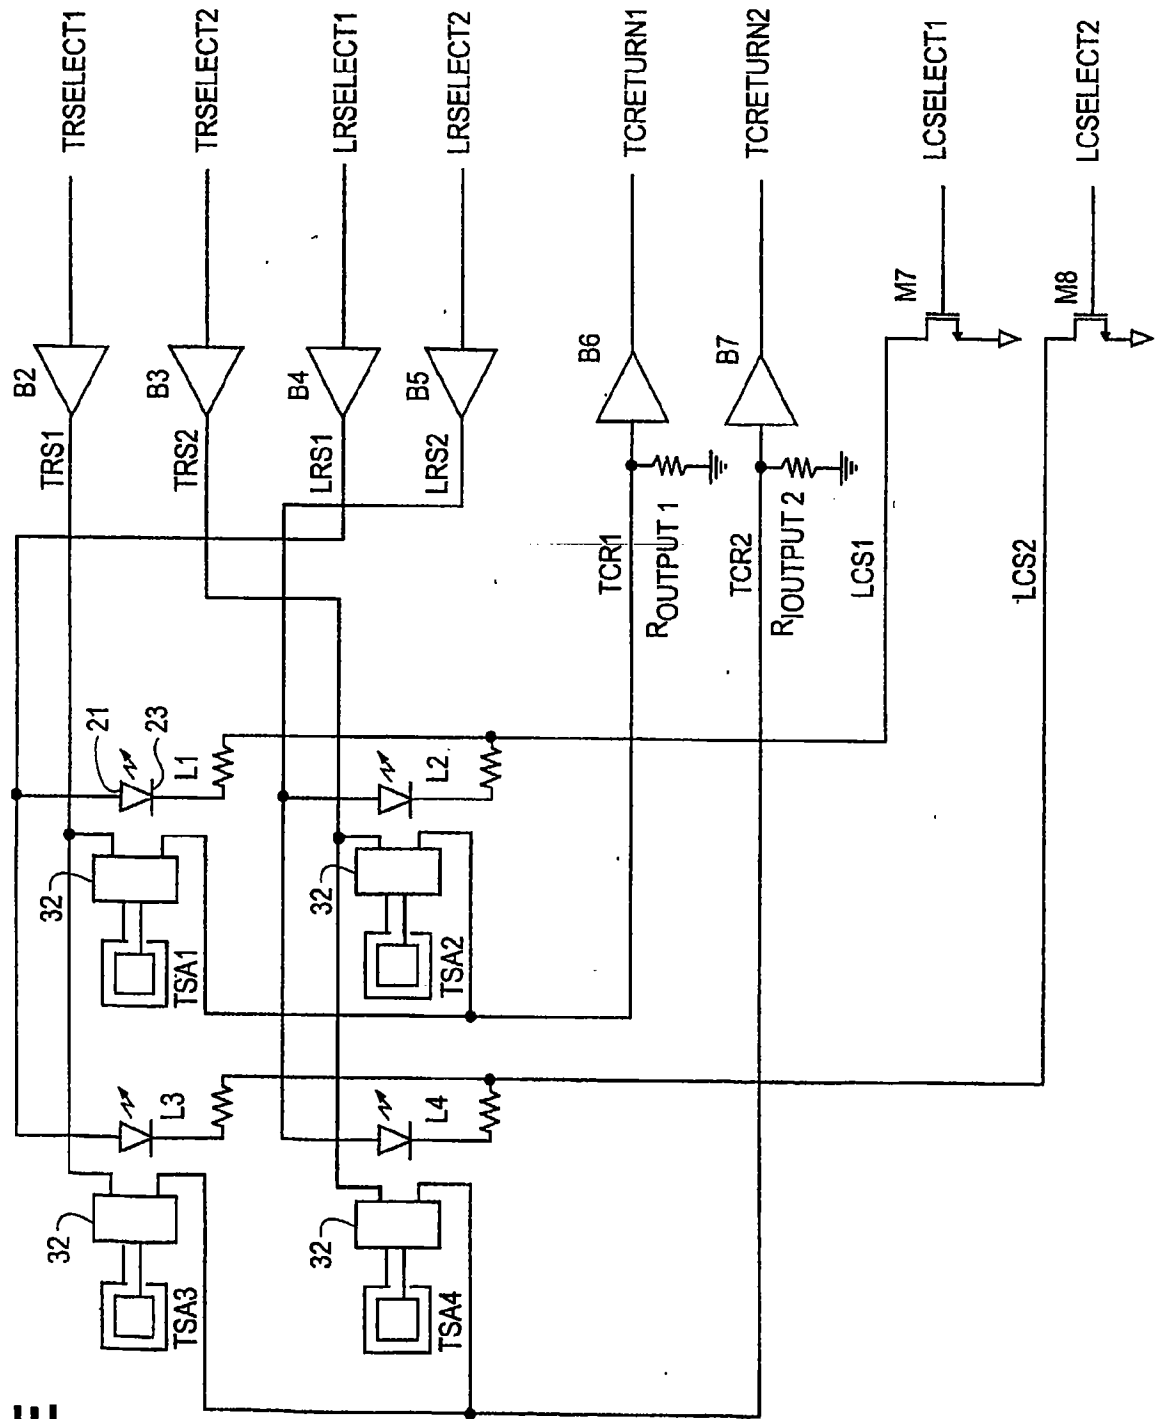 TRSELECT1
TRSELECT2
LRSELECT1
LRSELECT2
TCRETURN1
TCRETURN2
LCSELECT1
LCSELECT2
B2
B3
B4
B5
B6
B7
M7
M8
TRS1
TRS2
LRS1
LRS2
TCR1
ROUTPUT 1
TCR2
RIOUTPUT 2
LCS1
LCS2
21
23
L1
L2
32
32
TSA1
TSA2
L3
L4
32
32
TSA3
TSA4